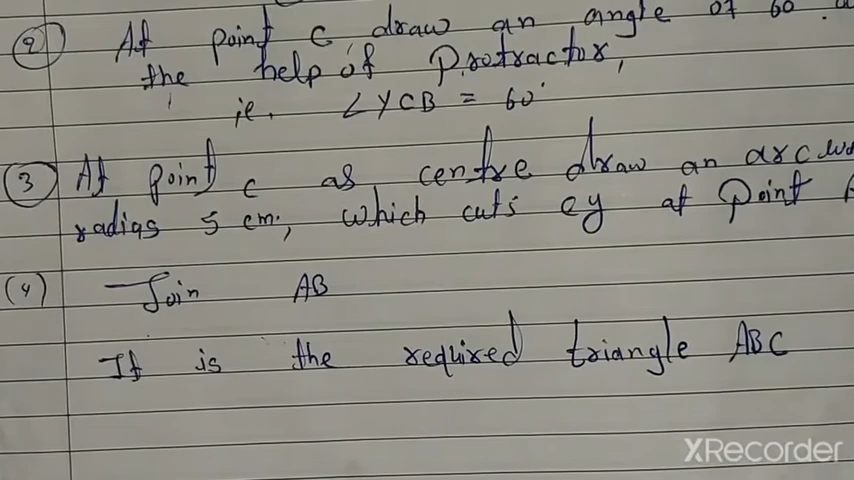 (2) At point c draw an angle of 60
the help of Protractor,
ie. ∠YCB = 60°
(3) At point c as centre draw an arc
radias 5 cm, which cuts cy at Point
(4) Join AB
It is the required triangle ABC
XRecorder